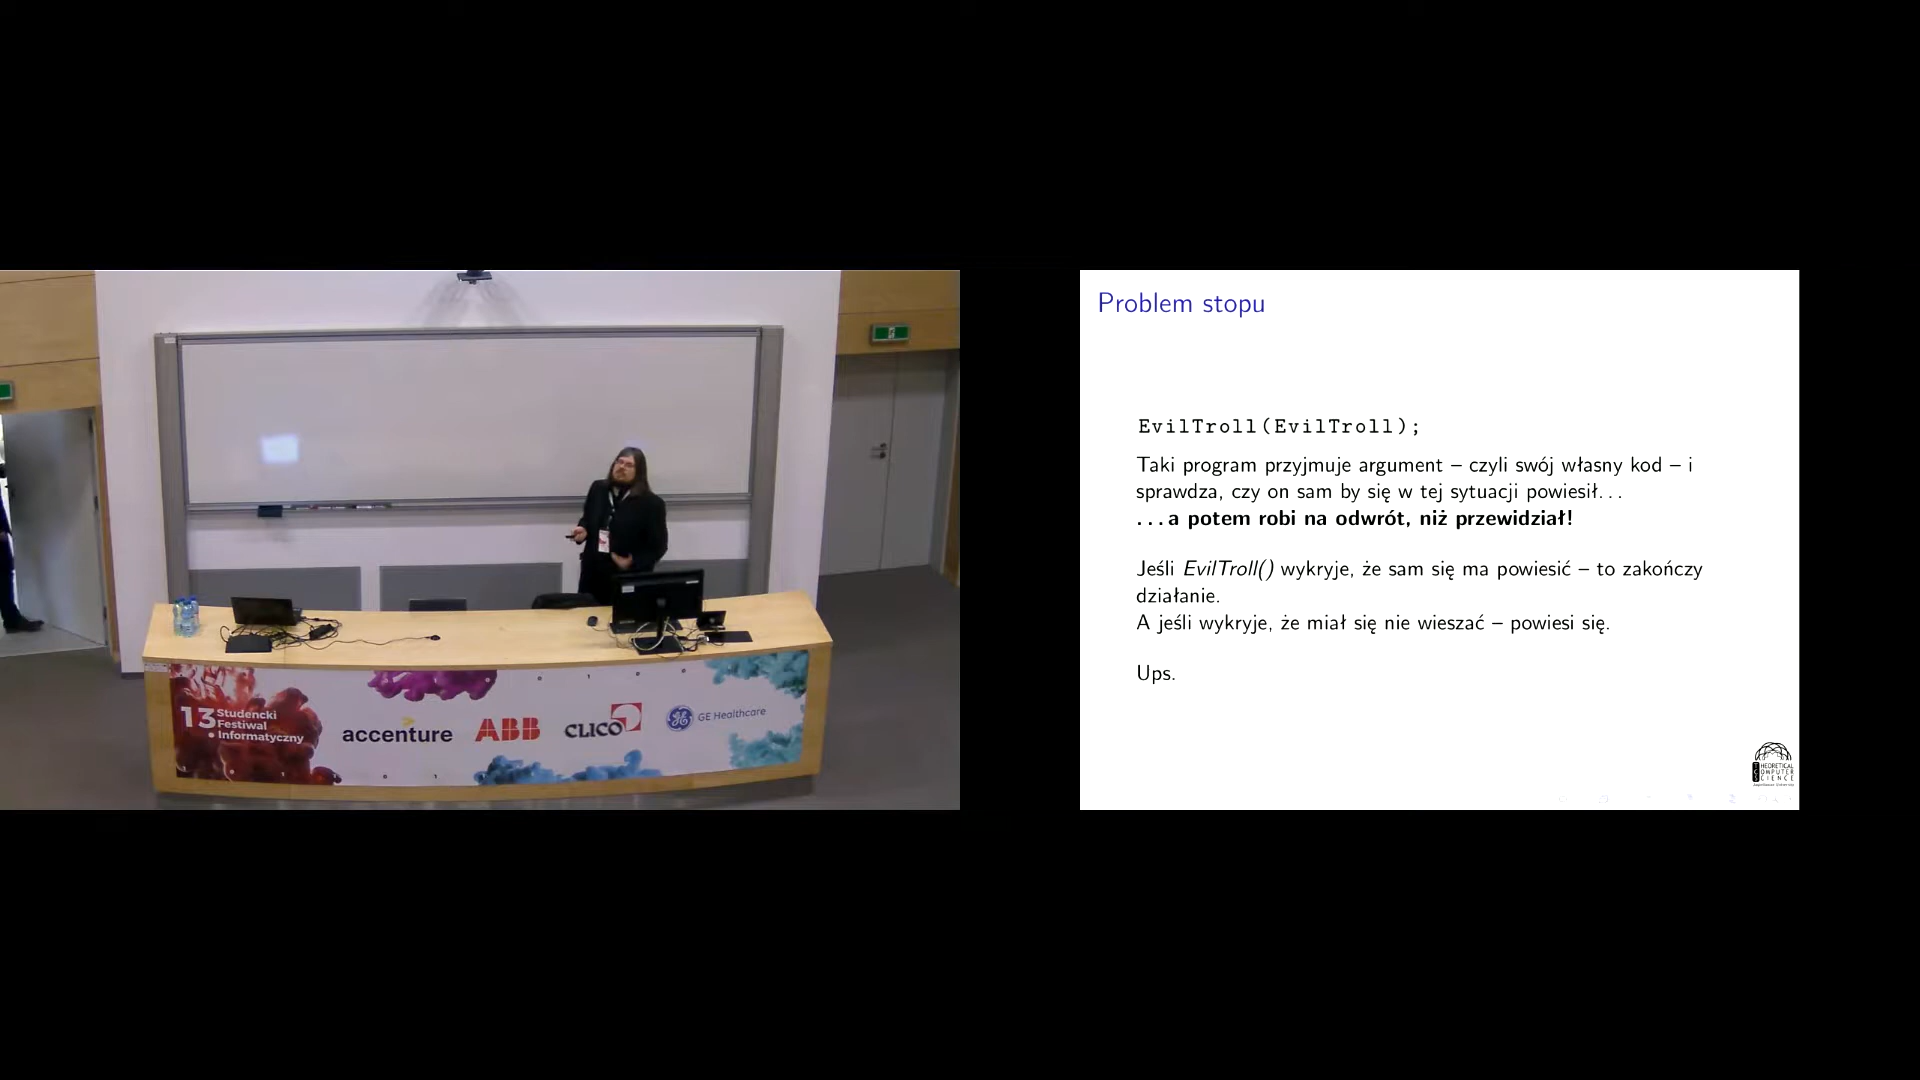 13 Studencki
Festiwal
Informatyczny
accenture
ABB
CLICO
GE Healthcare
Problem stopu
EvilTroll(EvilTroll);
Taki program przyjmuje argument – czyli swój własny kod – i
sprawdza, czy on sam by się w tej sytuacji powiesił...
...a potem robi na odwrót, niż przewidział!
Jeśli EvilTroll() wykryje, że sam się ma powiesić – to zakończy
działanie.
A jeśli wykryje, że miał się nie wieszać – powiesi się.
Ups.
THEORETICAL
COMPUTER
SCIENCE